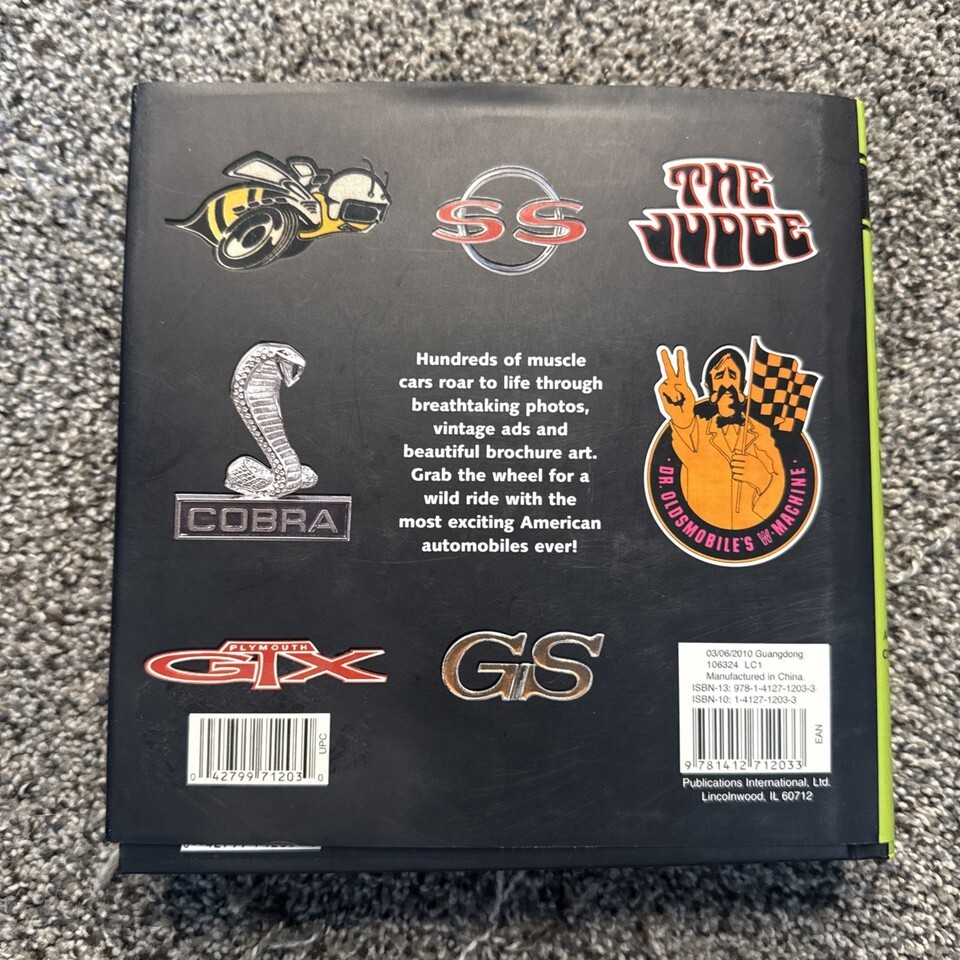 SS
THE
JUDGE
COBRA
Hundreds of muscle
cars roar to life through
breathtaking photos,
vintage ads and
beautiful brochure art.
Grab the wheel for a
wild ride with the
most exciting American
automobiles ever!
· DR. OLDSMOBILE'S W-MACHINE ·
PLYMOUTH
GTX
GS
03/06/2010 Guangdong
106324 LC1
Manufactured in China
ISBN-13: 978-1-4127-1203-3
ISBN-10: 1-4127-1203-3
EAN
9 781412 712033
Publications International, Ltd.
Lincolnwood, IL 60712
UPC
0 42799 71203 0